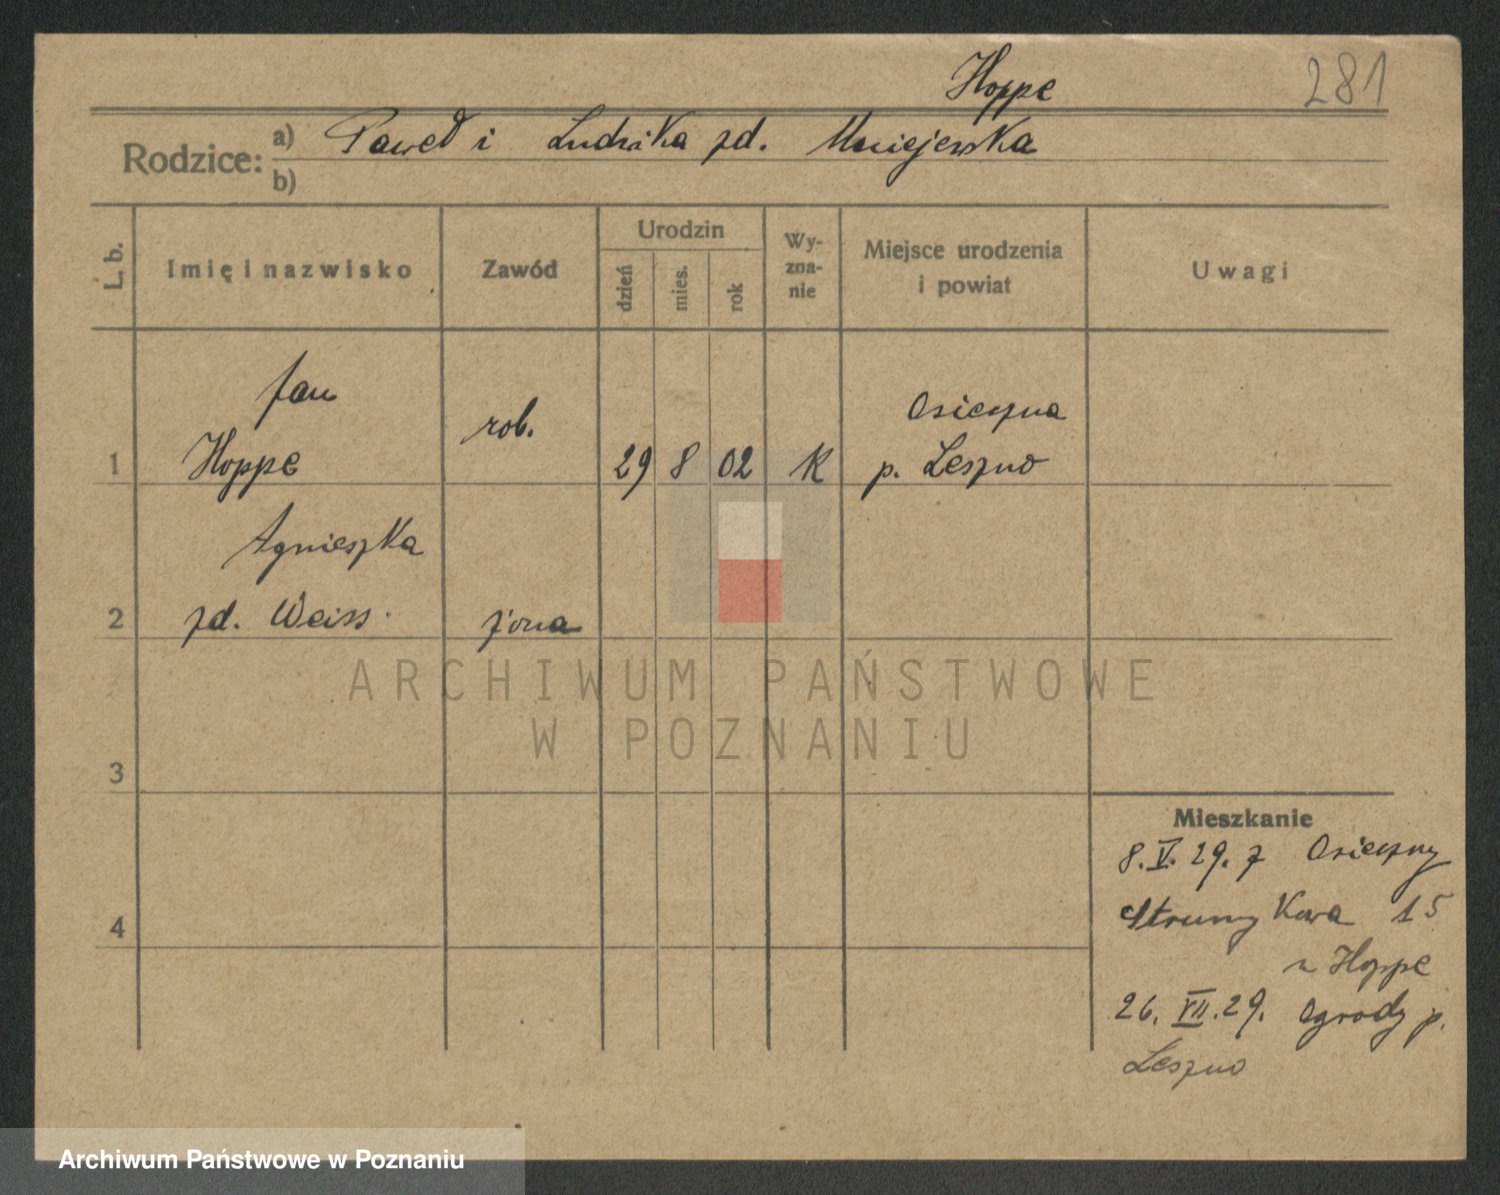 Hoppe 281
Rodzice: a) Paweł i Ludwika zd. Maciejewska
b)
L. b. Imię i nazwisko Zawód Urodzin dzień mies. rok Wy-zna-nie Miejsce urodzenia i powiat Uwagi
Jan
Hoppe
1 rob. 29 8 02 K Osieczna
p. Leszno
Agnieszka
2 zd. Weiss. żona
3
4
Mieszkanie
8. V. 29. z Osieczny
Strumykowa 15
u Hoppe
26. VII. 29. Ogrody p.
Leszno
ARCHIWUM PAŃSTWOWE
W POZNANIU
Archiwum Państwowe w Poznaniu